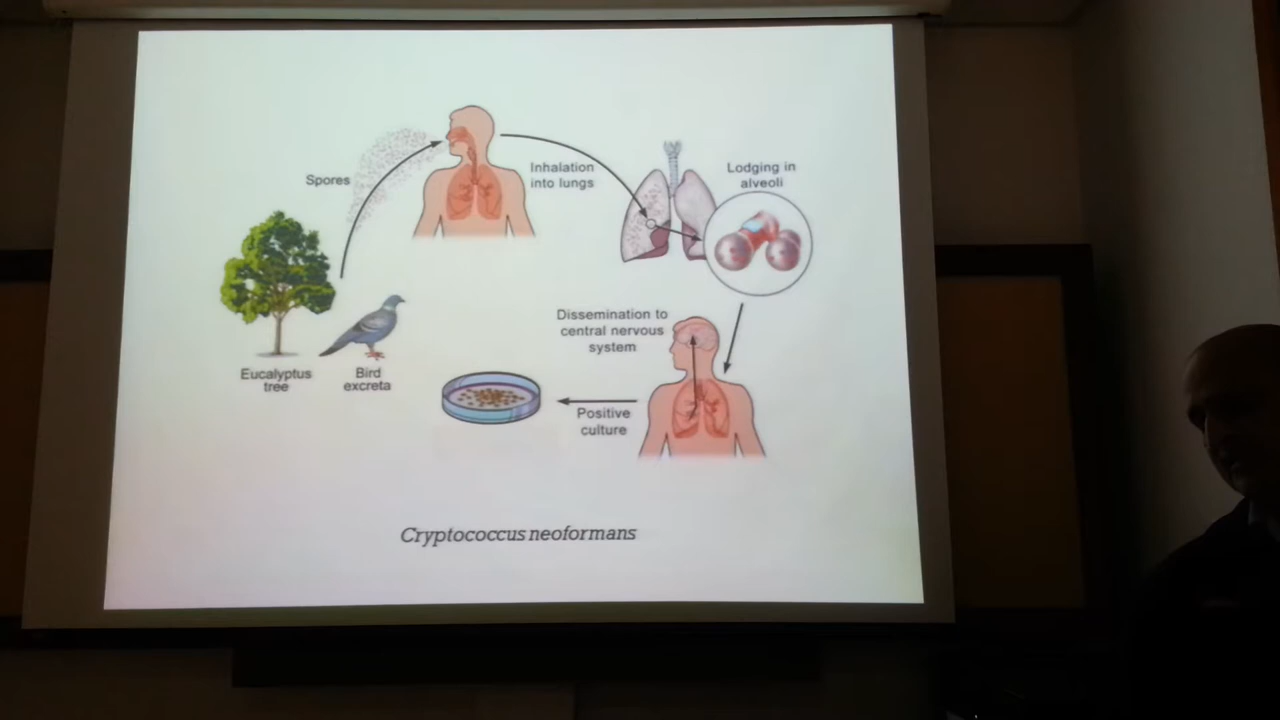 Spores
Inhalation
into lungs
Lodging in
alveoli
Eucalyptus
tree
Bird
excreta
Dissemination to
central nervous
system
Positive
culture
Cryptococcus neoformans